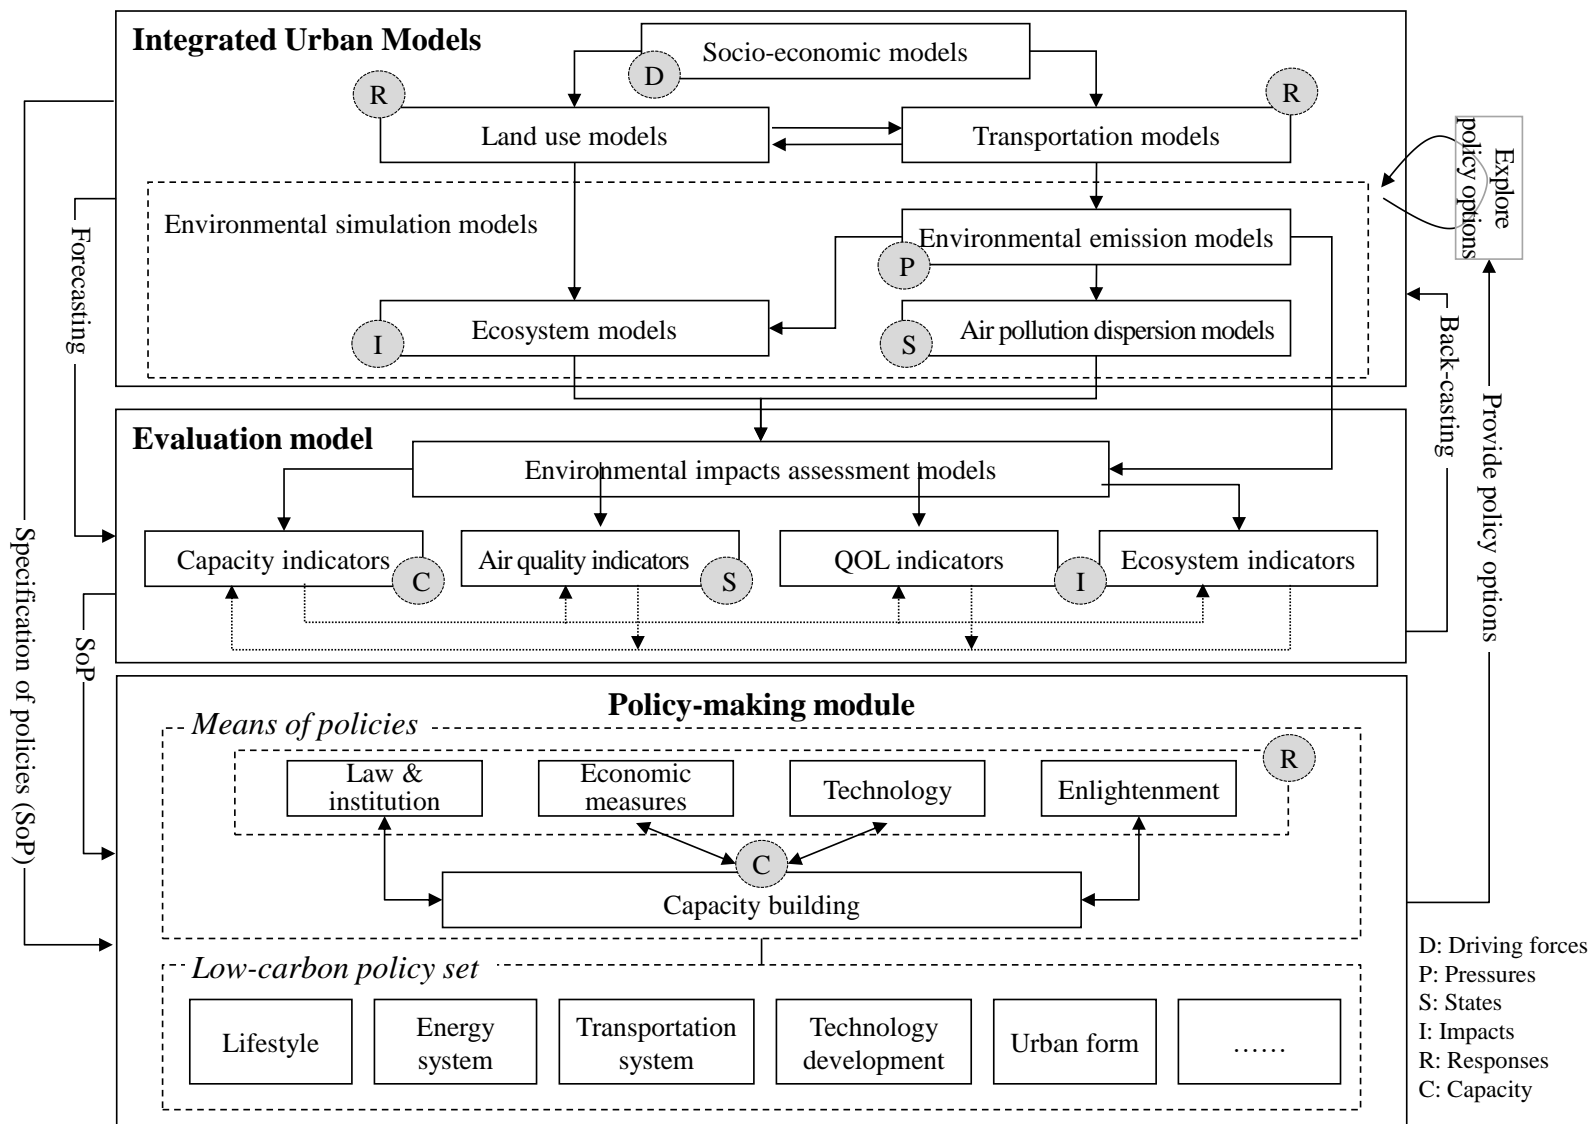 Integrated Urban Models
Socio-economic models
D
R
R
Land use models
Transportation models
Explore
policy options
Environmental simulation models
Environmental emission models
P
Ecosystem models
I
Air pollution dispersion models
S
Forecasting
Back-casting
Provide policy options
Evaluation model
Environmental impacts assessment models
Capacity indicators
C
Air quality indicators
S
QOL indicators
I
Ecosystem indicators
Specification of policies (SoP)
SoP
Policy-making module
Means of policies
R
Law &
institution
Economic
measures
Technology
Enlightenment
C
Capacity building
Low-carbon policy set
Lifestyle
Energy
system
Transportation
system
Technology
development
Urban form
……
D: Driving forces
P: Pressures
S: States
I: Impacts
R: Responses
C: Capacity